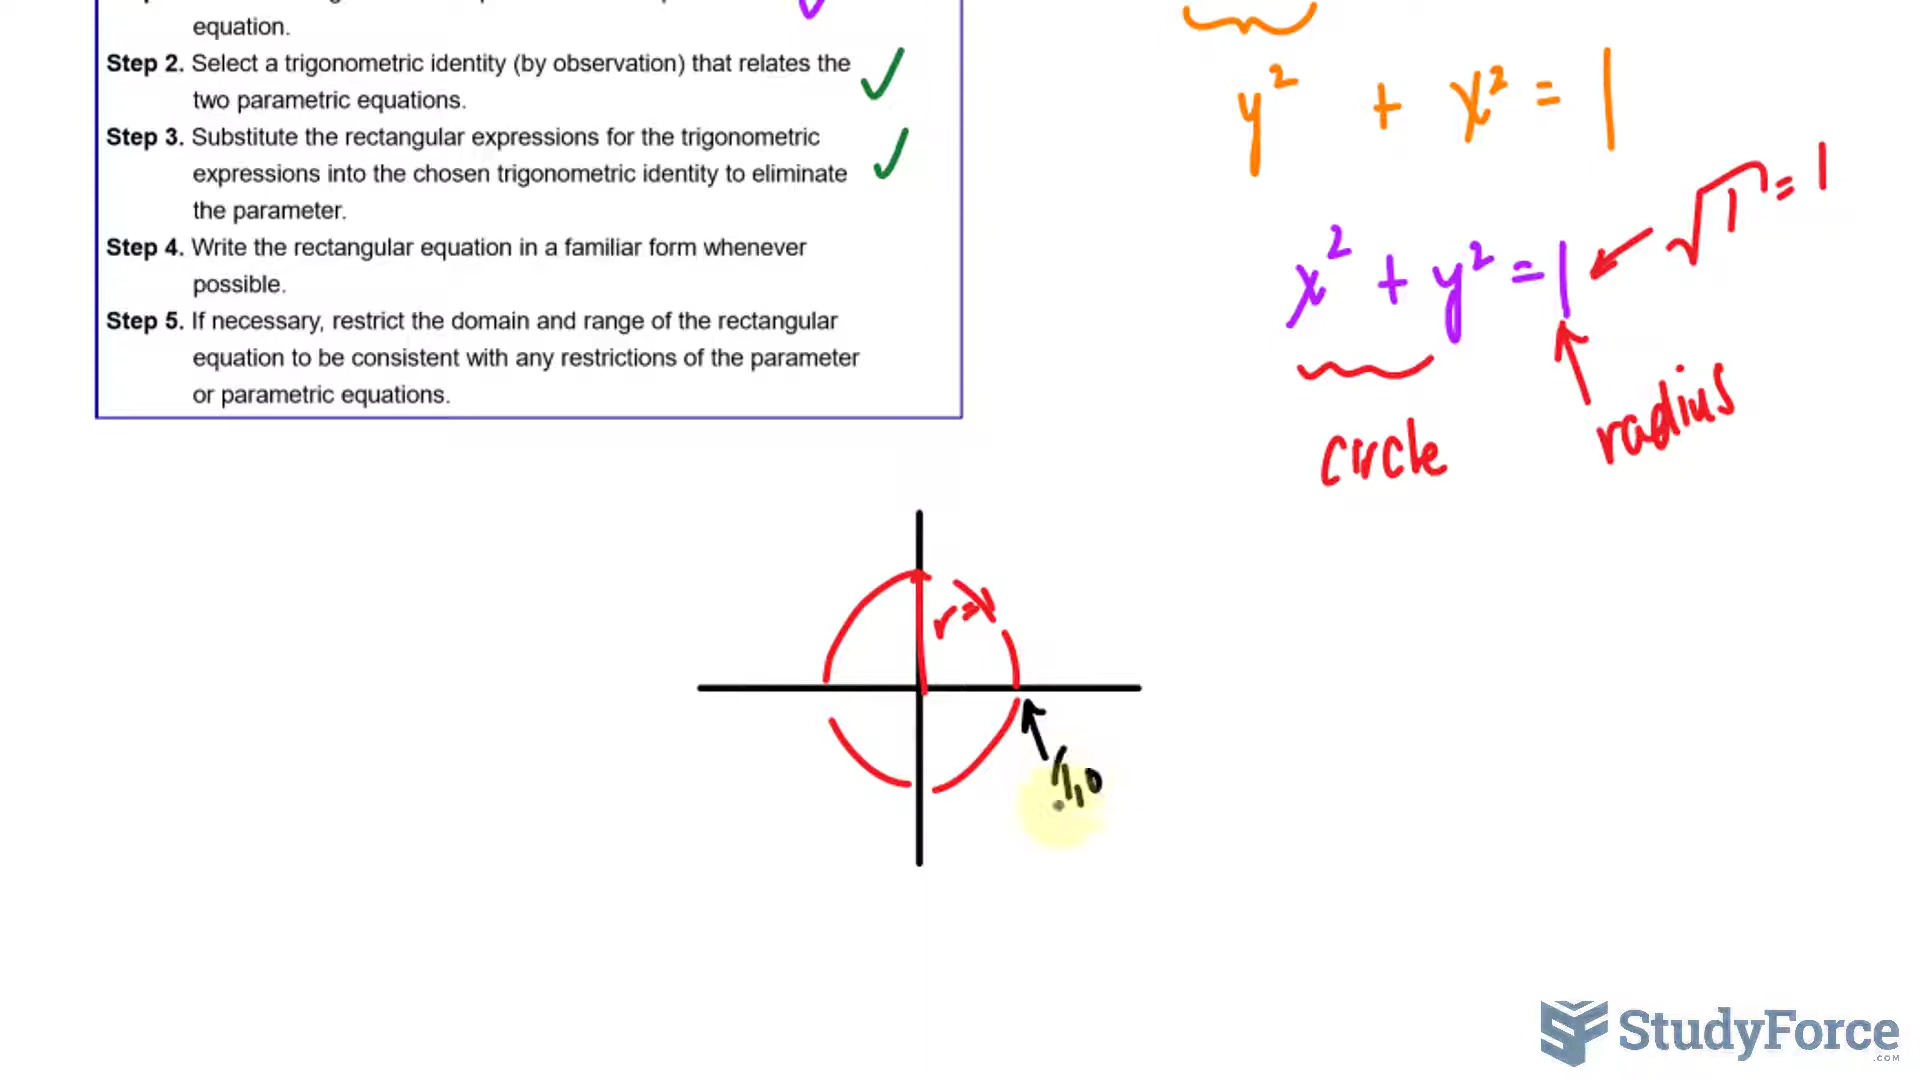 equation.
Step 2. Select a trigonometric identity (by observation) that relates the
two parametric equations.
Step 3. Substitute the rectangular expressions for the trigonometric
expressions into the chosen trigonometric identity to eliminate
the parameter.
Step 4. Write the rectangular equation in a familiar form whenever
possible.
Step 5. If necessary, restrict the domain and range of the rectangular
equation to be consistent with any restrictions of the parameter
or parametric equations.
y² + x² = 1
√1 = 1
x² + y² = 1
radius
circle
r=1
(1,0
StudyForce
.COM